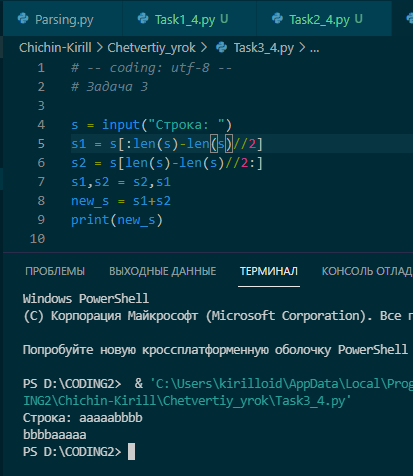 Parsing.py Task1_4.py U Task2_4.py U
Chichin-Kirill > Chetvertiy_yrok > Task3_4.py > ...
1 # -- coding: utf-8 --
2 # Задача 3
3
4 s = input("Строка: ")
5 s1 = s[:len(s)-len(s)//2]
6 s2 = s[len(s)-len(s)//2:]
7 s1,s2 = s2,s1
8 new_s = s1+s2
9 print(new_s)
10
ПРОБЛЕМЫ ВЫХОДНЫЕ ДАННЫЕ ТЕРМИНАЛ КОНСОЛЬ ОТЛАД
Windows PowerShell
(C) Корпорация Майкрософт (Microsoft Corporation). Все п
Попробуйте новую кроссплатформенную оболочку PowerShell
PS D:\CODING2> & 'C:\Users\kirilloid\AppData\Local\Prog
ING2\Chichin-Kirill\Chetvertiy_yrok\Task3_4.py'
Строка: aaaaabbbb
bbbbaaaaa
PS D:\CODING2>